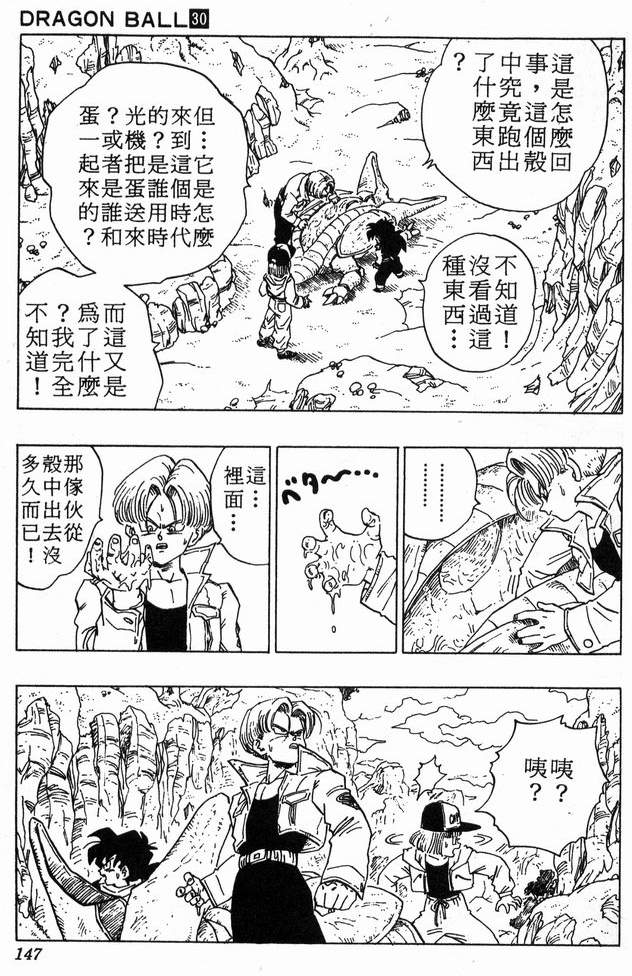 DRAGON BALL 30
這是怎麼回
事，這個殼
中究竟跑出
了什麼東西
？
不知道！
沒看過這
種東西…
但…它是怎麼
來到這個時代
的？是誰用時
光機把蛋送來
？或者是誰和
蛋一起來的？
而這又是
爲了什麼
？我完全
不知道！
……
……
ベタ〜〜…
這…
裡面…
那傢伙從
殼中出去沒
多久而已！
咦？
咦？
147